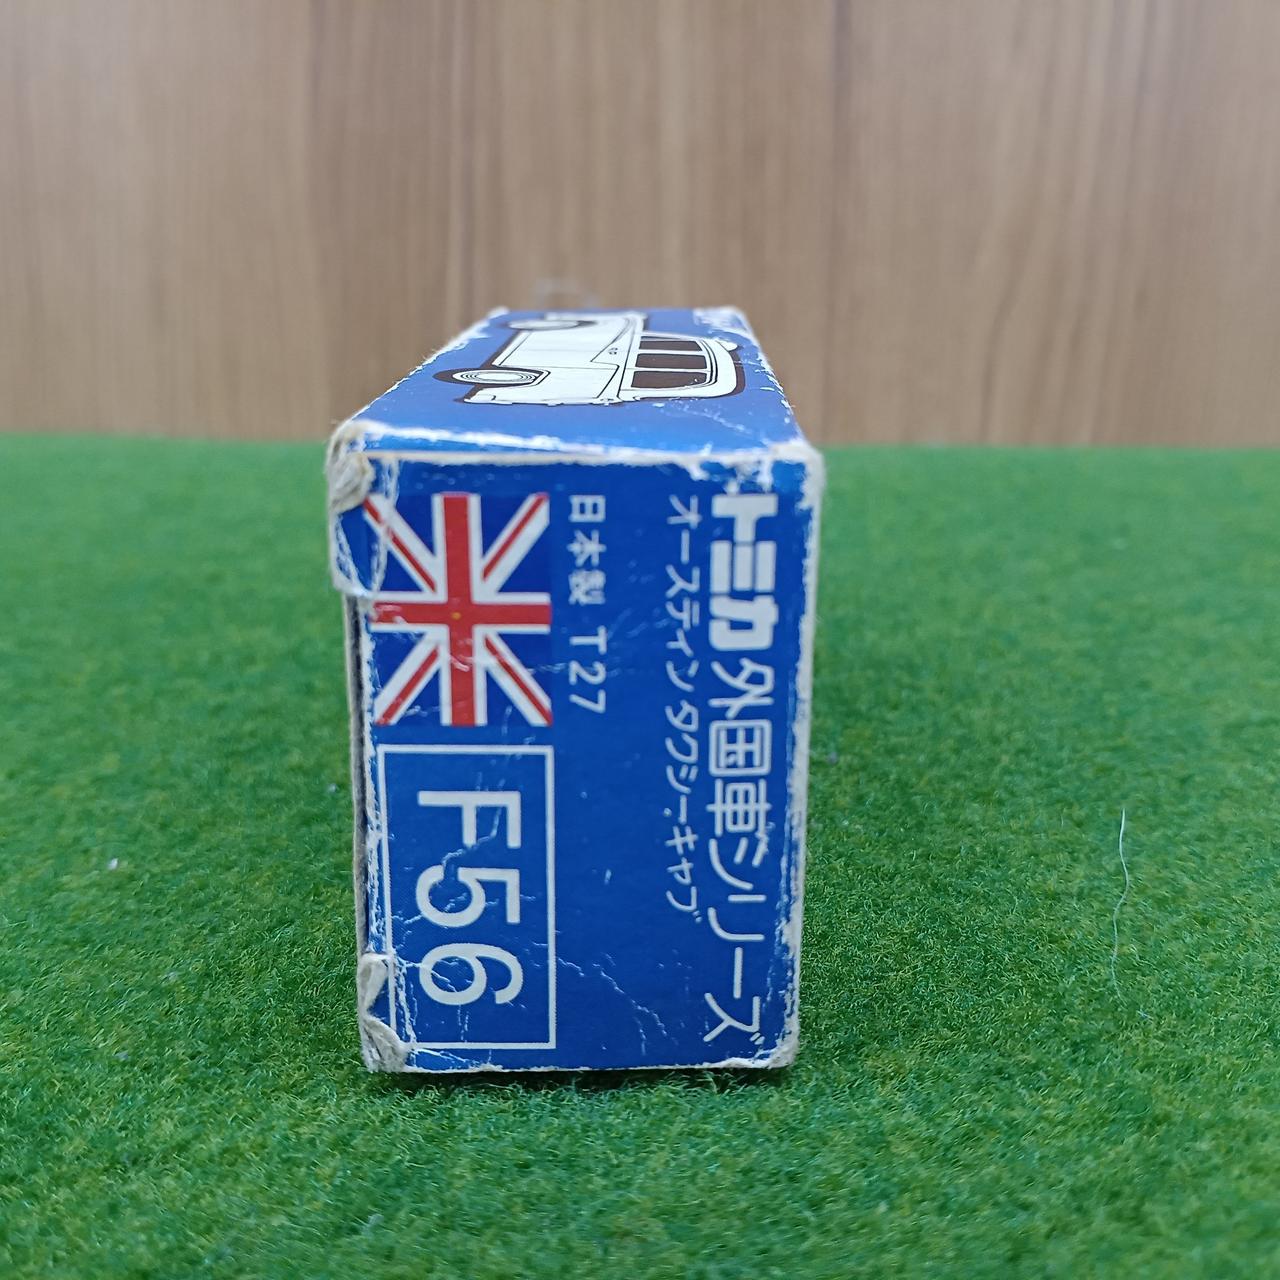 トミカ外国車シリーズ
オースティンタクシーキャブ
日本製 T27
F56